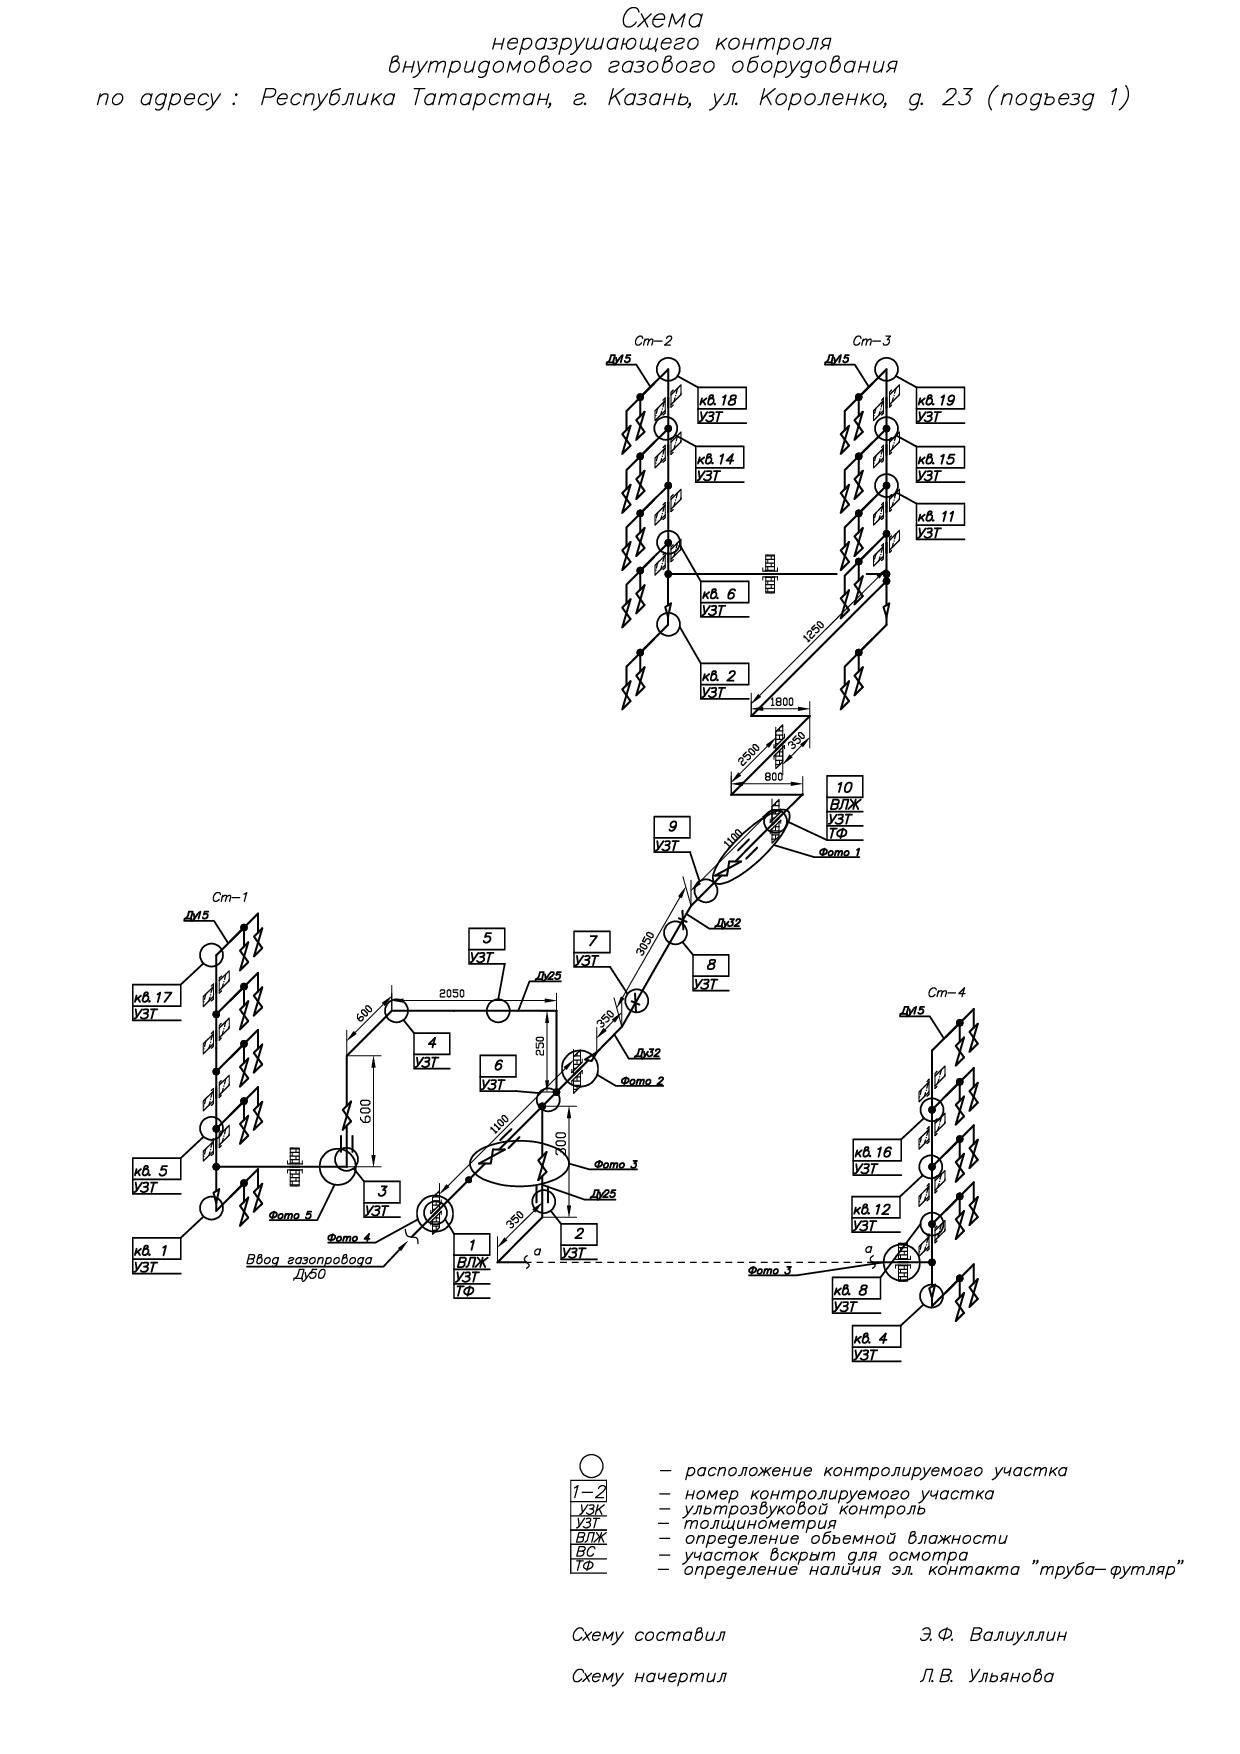 Схема
неразрушающего контроля
внутридомового газового оборудования
по адресу : Республика Татарстан, г. Казань, ул. Короленко, д. 23 (подъезд 1)
Ст-2
Ст-3
Ду15
Ду15
кв. 18
УЗТ
кв. 19
УЗТ
кв. 14
УЗТ
кв. 15
УЗТ
кв. 11
УЗТ
кв. 6
УЗТ
1250
кв. 2
УЗТ
1800
2500
350
800
10
ВЛЖ
УЗТ
ТФ
9
УЗТ
1100
Фото 1
Ст-1
Ду15
Ду32
5
УЗТ
7
УЗТ
3050
8
УЗТ
кв. 17
УЗТ
2050
Ду25
600
350
Ст-4
Ду15
4
УЗТ
250
Ду32
6
УЗТ
Фото 2
600
1100
300
кв. 5
УЗТ
Фото 3
кв. 16
УЗТ
3
УЗТ
Ду25
Фото 5
350
кв. 12
УЗТ
Фото 4
1
ВЛЖ
УЗТ
ТФ
2
УЗТ
кв. 1
УЗТ
Ввод газопровода
Ду50
а
а
Фото 3
кв. 8
УЗТ
кв. 4
УЗТ
– расположение контролируемого участка
1-2 – номер контролируемого участка
УЗК – ультрозвуковой контроль
УЗТ – толщинометрия
ВЛЖ – определение объемной влажности
ВС – участок вскрыт для осмотра
ТФ – определение наличия эл. контакта "труба-футляр"
Схему составил Э.Ф. Валиуллин
Схему начертил Л.В. Ульянова